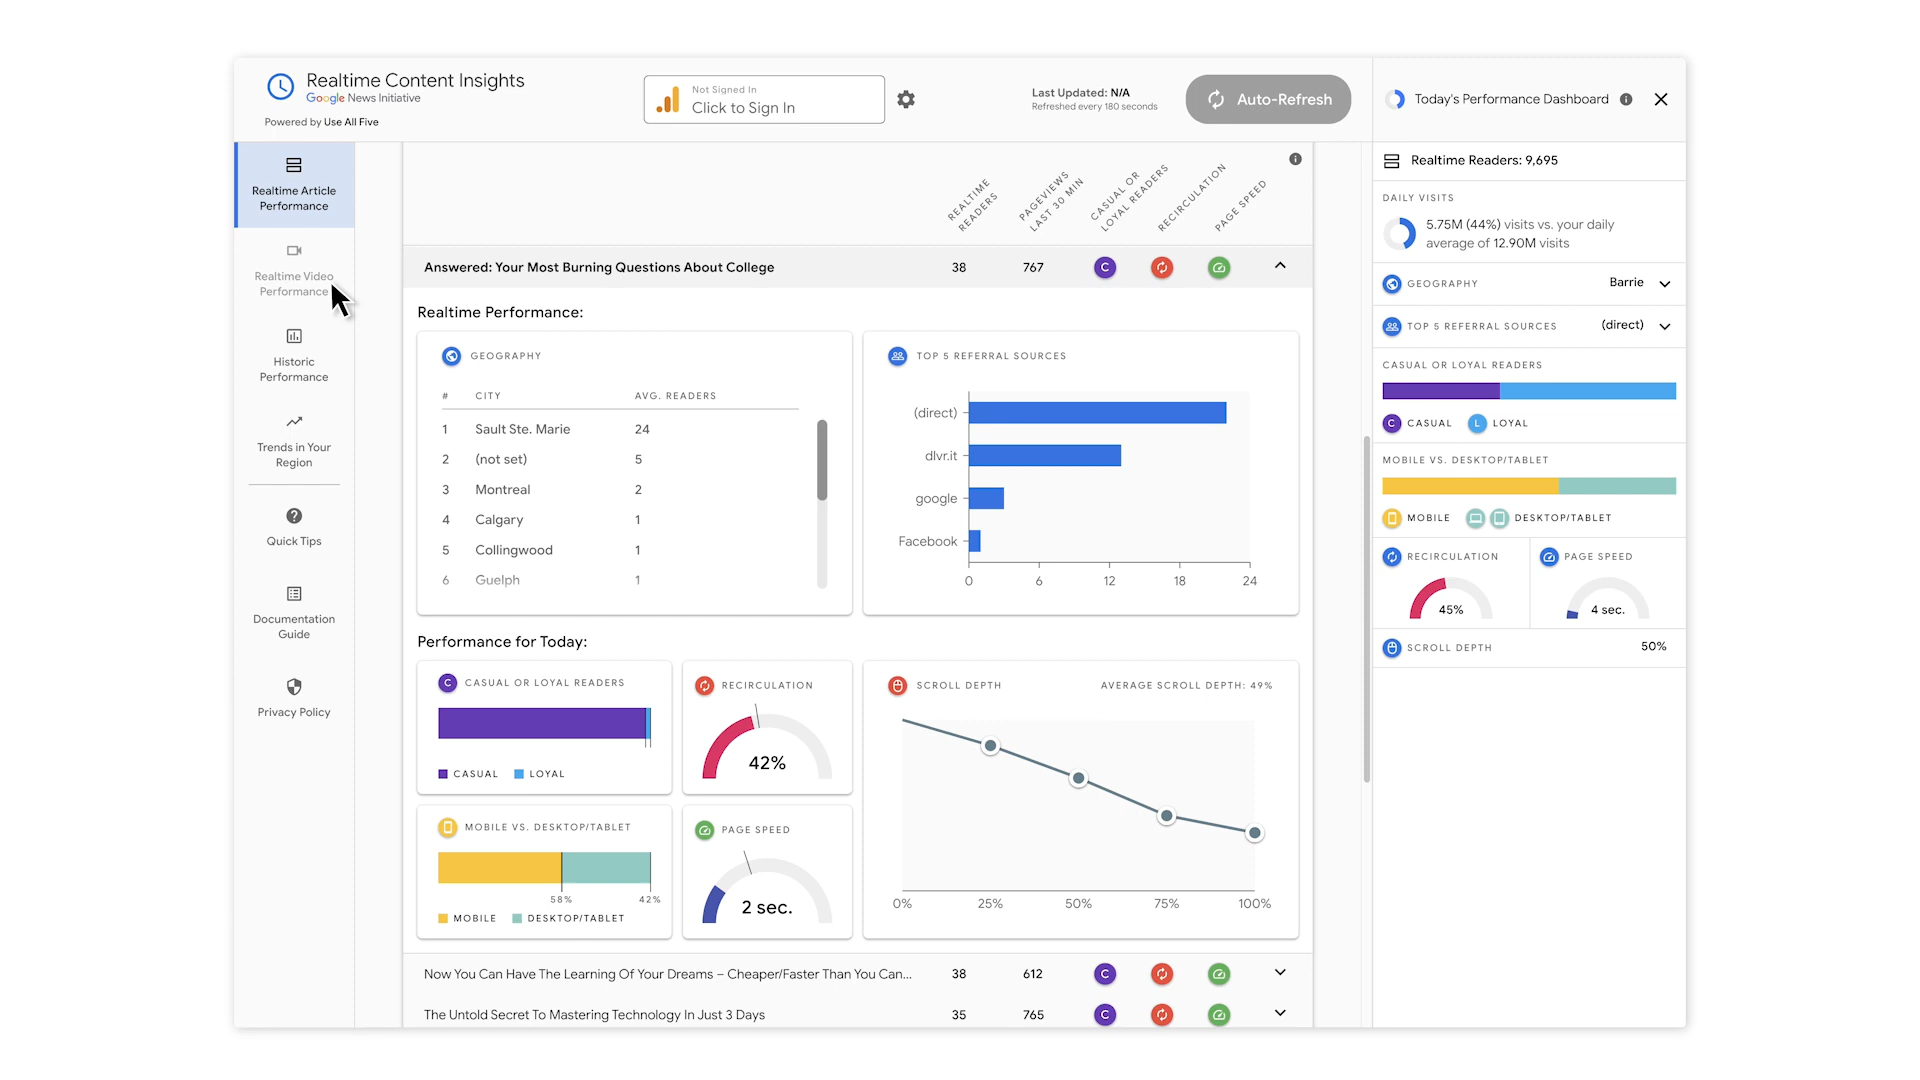 Realtime Content Insights
Google News Initiative
Powered by Use All Five
Not Signed In
Click to Sign In
Last Updated: N/A
Refreshed every 180 seconds
Auto-Refresh
Today's Performance Dashboard
Realtime Article
Performance
Realtime Video
Performance
Historic
Performance
Trends in Your
Region
Quick Tips
Documentation
Guide
Privacy Policy
REALTIME
READERS
PAGEVIEWS
LAST 30 MIN
CASUAL OR
LOYAL READERS
RECIRCULATION
PAGE SPEED
Answered: Your Most Burning Questions About College 38 767 C
Realtime Performance:
GEOGRAPHY
# CITY AVG. READERS
1 Sault Ste. Marie 24
2 (not set) 5
3 Montreal 2
4 Calgary 1
5 Collingwood 1
6 Guelph 1
TOP 5 REFERRAL SOURCES
(direct)
dlvr.it
google
Facebook
0 6 12 18 24
Performance for Today:
C CASUAL OR LOYAL READERS
CASUAL LOYAL
RECIRCULATION
42%
SCROLL DEPTH AVERAGE SCROLL DEPTH: 49%
0% 25% 50% 75% 100%
MOBILE VS. DESKTOP/TABLET
58% 42%
MOBILE DESKTOP/TABLET
PAGE SPEED
2 sec.
Now You Can Have The Learning Of Your Dreams – Cheaper/Faster Than You Can... 38 612 C
The Untold Secret To Mastering Technology In Just 3 Days 35 765 C
Realtime Readers: 9,695
DAILY VISITS
5.75M (44%) visits vs. your daily
average of 12.90M visits
GEOGRAPHY Barrie
TOP 5 REFERRAL SOURCES (direct)
CASUAL OR LOYAL READERS
C CASUAL L LOYAL
MOBILE VS. DESKTOP/TABLET
MOBILE DESKTOP/TABLET
RECIRCULATION
45%
PAGE SPEED
4 sec.
SCROLL DEPTH 50%